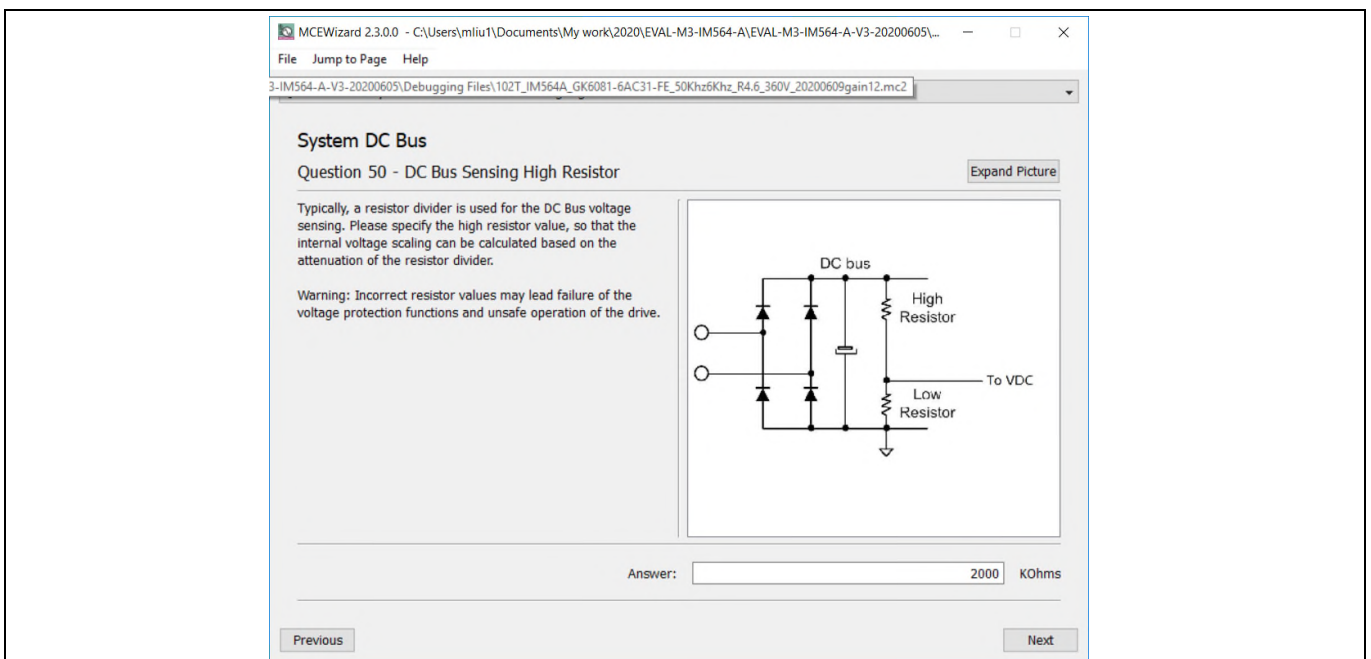 MCEWizard 2.3.0.0 - C:\Users\mliu1\Documents\My work\2020\EVAL-M3-IM564-A\EVAL-M3-IM564-A-V3-20200605\...
File Jump to Page Help
3-IM564-A-V3-20200605\Debugging Files\102T_IM564A_GK6081-6AC31-FE_50Khz6Khz_R4.6_360V_20200609gain12.mc2
System DC Bus
Question 50 - DC Bus Sensing High Resistor
Expand Picture
Typically, a resistor divider is used for the DC Bus voltage
sensing. Please specify the high resistor value, so that the
internal voltage scaling can be calculated based on the
attenuation of the resistor divider.
Warning: Incorrect resistor values may lead failure of the
voltage protection functions and unsafe operation of the drive.
DC bus
High
Resistor
To VDC
Low
Resistor
Answer:
2000 KOhms
Previous
Next